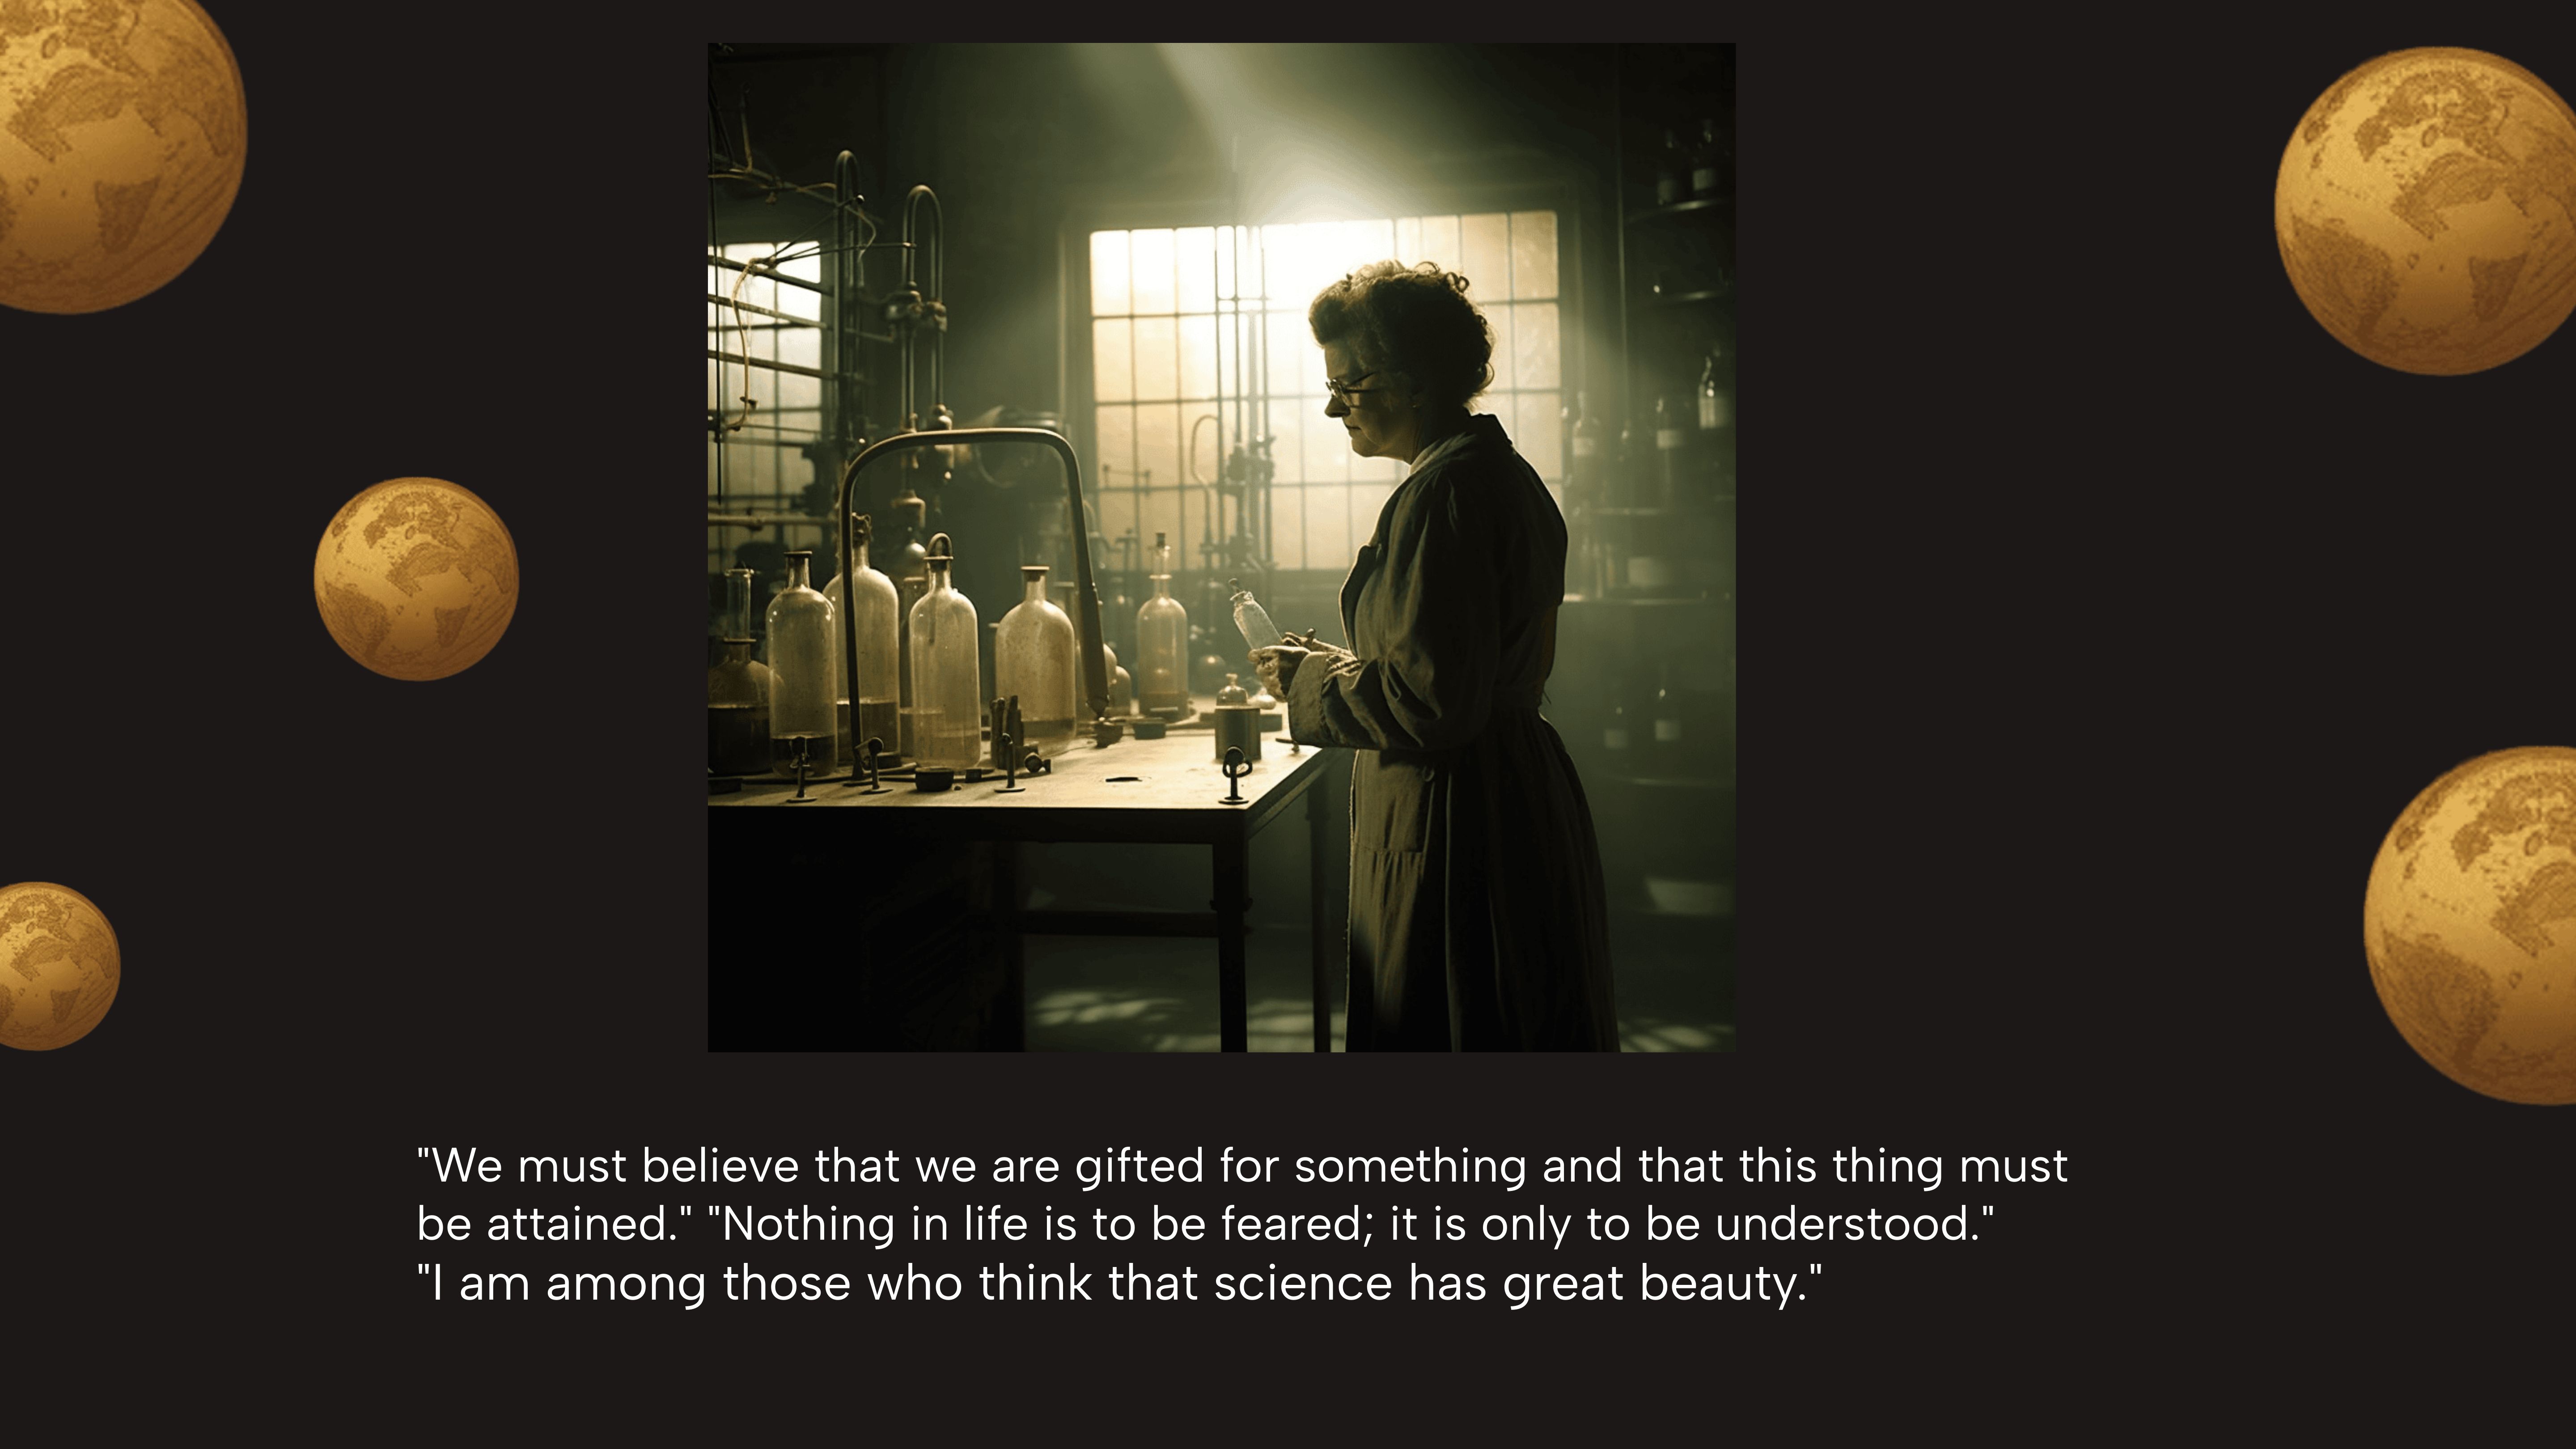 "We must believe that we are gifted for something and that this thing must
be attained." "Nothing in life is to be feared; it is only to be understood."
"I am among those who think that science has great beauty."